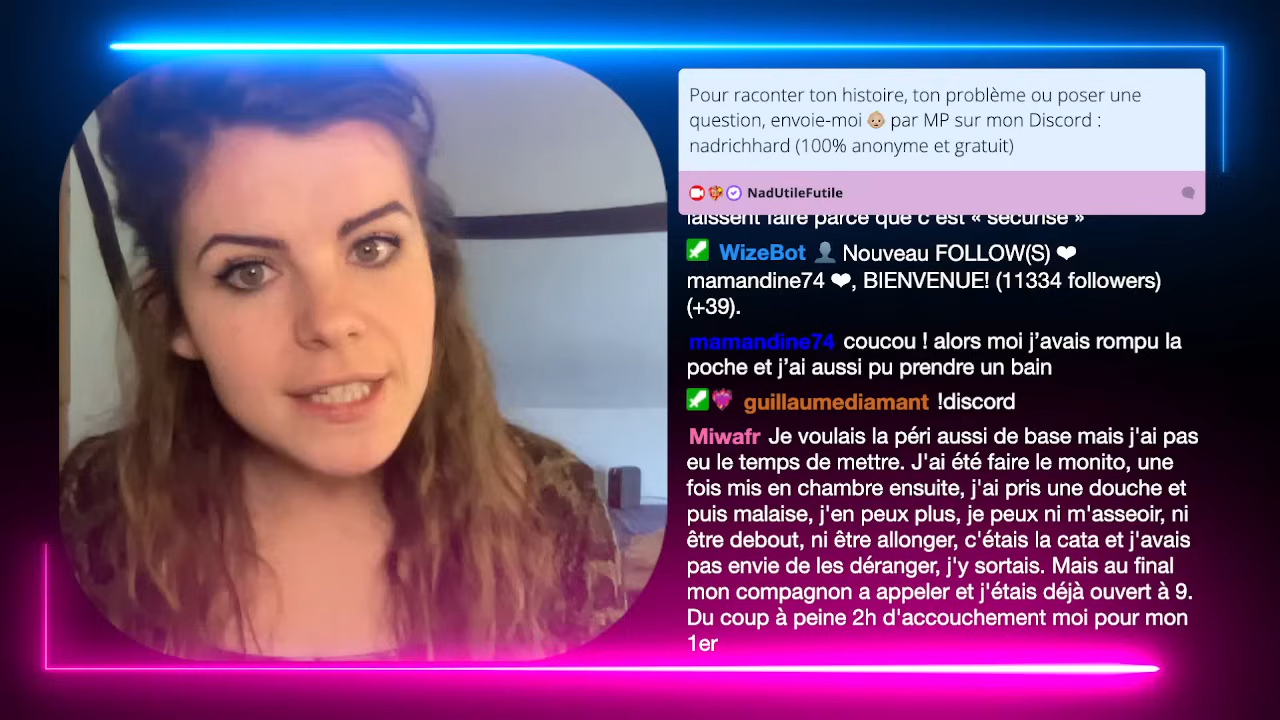 Pour raconter ton histoire, ton problème ou poser une
question, envoie-moi 👶🏼 par MP sur mon Discord :
nadrichhard (100% anonyme et gratuit)
NadUtileFutile
laissent faire parce que c'est « sécurisé »
WizeBot 👤 Nouveau FOLLOW(S) ❤
mamandine74 ❤, BIENVENUE! (11334 followers)
(+39).
mamandine74 coucou ! alors moi j’avais rompu la
poche et j’ai aussi pu prendre un bain
guillaumediamant !discord
Miwafr Je voulais la péri aussi de base mais j'ai pas
eu le temps de mettre. J'ai été faire le monito, une
fois mis en chambre ensuite, j'ai pris une douche et
puis malaise, j'en peux plus, je peux ni m'asseoir, ni
être debout, ni être allonger, c'étais la cata et j'avais
pas envie de les déranger, j'y sortais. Mais au final
mon compagnon a appeler et j'étais déjà ouvert à 9.
Du coup à peine 2h d'accouchement moi pour mon
1er